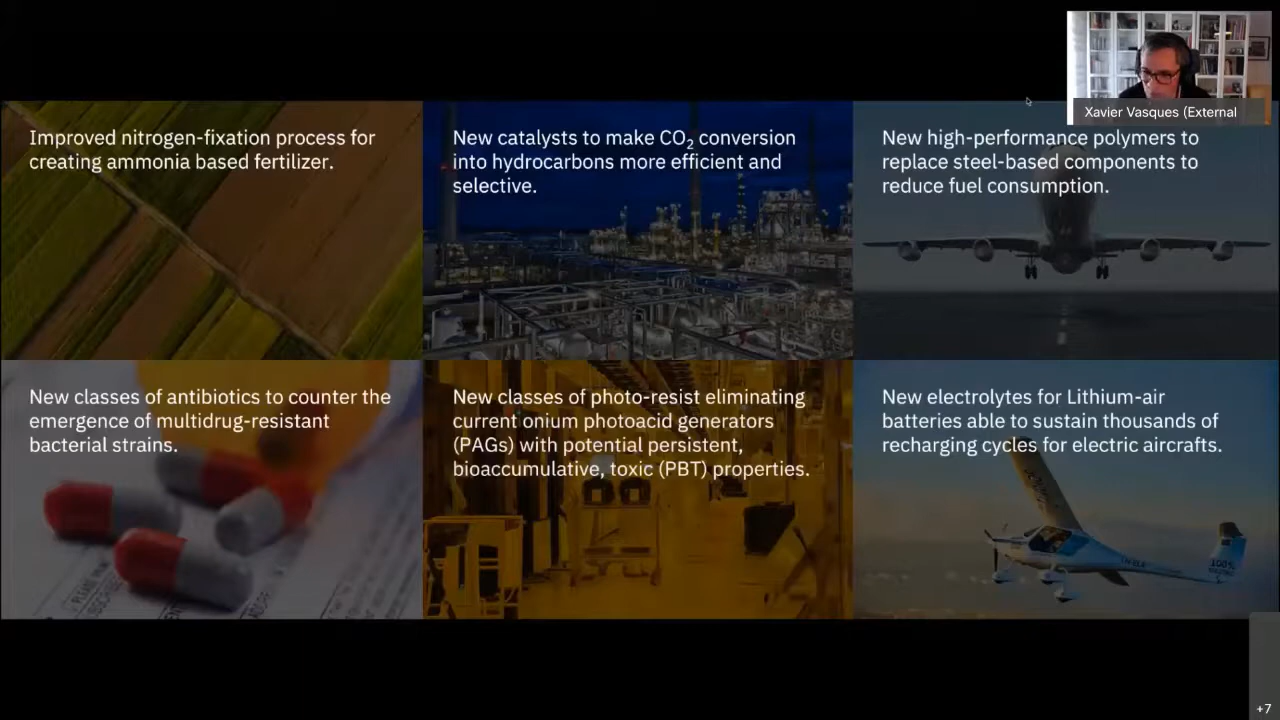 Xavier Vasques (External
Improved nitrogen-fixation process for
creating ammonia based fertilizer.
New catalysts to make CO₂ conversion
into hydrocarbons more efficient and
selective.
New high-performance polymers to
replace steel-based components to
reduce fuel consumption.
New classes of antibiotics to counter the
emergence of multidrug-resistant
bacterial strains.
New classes of photo-resist eliminating
current onium photoacid generators
(PAGs) with potential persistent,
bioaccumulative, toxic (PBT) properties.
New electrolytes for Lithium-air
batteries able to sustain thousands of
recharging cycles for electric aircrafts.
100%
+7